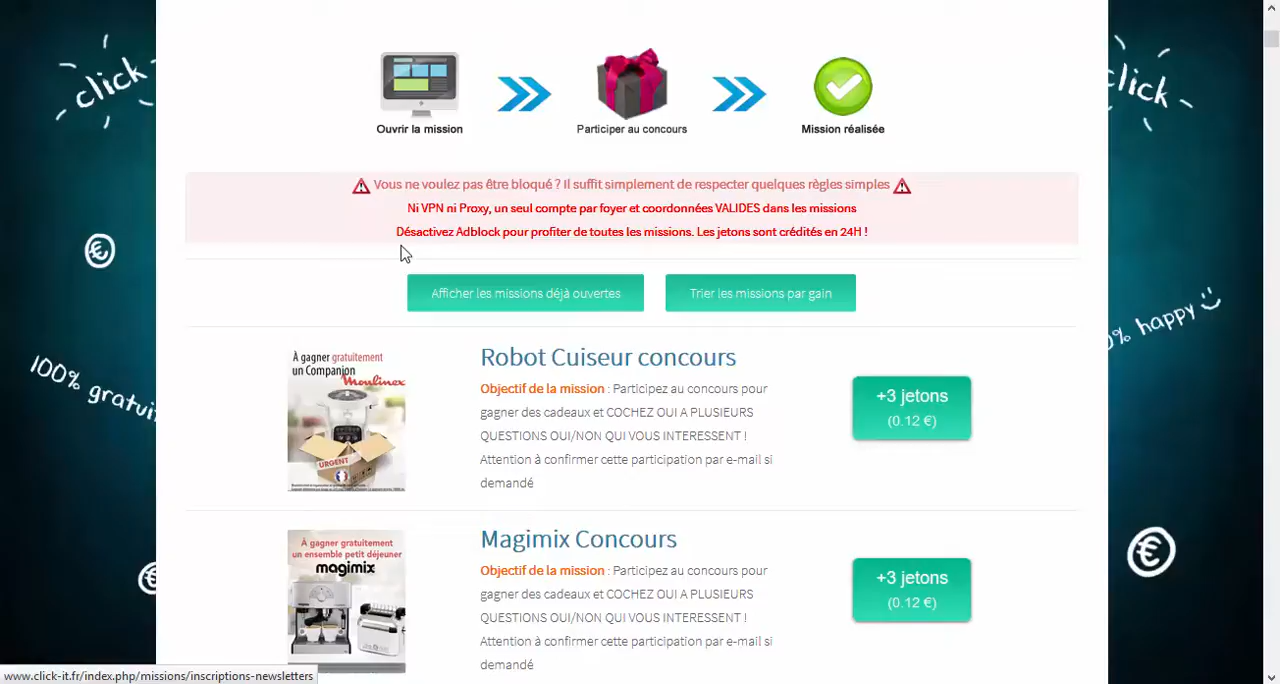 click
click
Ouvrir la mission
Participer au concours
Mission réalisée
Vous ne voulez pas être bloqué ? Il suffit simplement de respecter quelques règles simples
Ni VPN ni Proxy, un seul compte par foyer et coordonnées VALIDES dans les missions
Désactivez Adblock pour profiter de toutes les missions. Les jetons sont crédités en 24H !
Afficher les missions déjà ouvertes
Trier les missions par gain
100% gratui
% happy
À gagner gratuitement
un Companion
Moulinex
URGENT
Robot Cuiseur concours
Objectif de la mission : Participez au concours pour
gagner des cadeaux et COCHEZ OUI A PLUSIEURS
QUESTIONS OUI/NON QUI VOUS INTERESSENT !
Attention à confirmer cette participation par e-mail si
demandé
+3 jetons
(0.12 €)
À gagner gratuitement
un ensemble petit déjeuner
magimix
Magimix Concours
Objectif de la mission : Participez au concours pour
gagner des cadeaux et COCHEZ OUI A PLUSIEURS
QUESTIONS OUI/NON QUI VOUS INTERESSENT !
Attention à confirmer cette participation par e-mail si
demandé
+3 jetons
(0.12 €)
www.click-it.fr/index.php/missions/inscriptions-newsletters